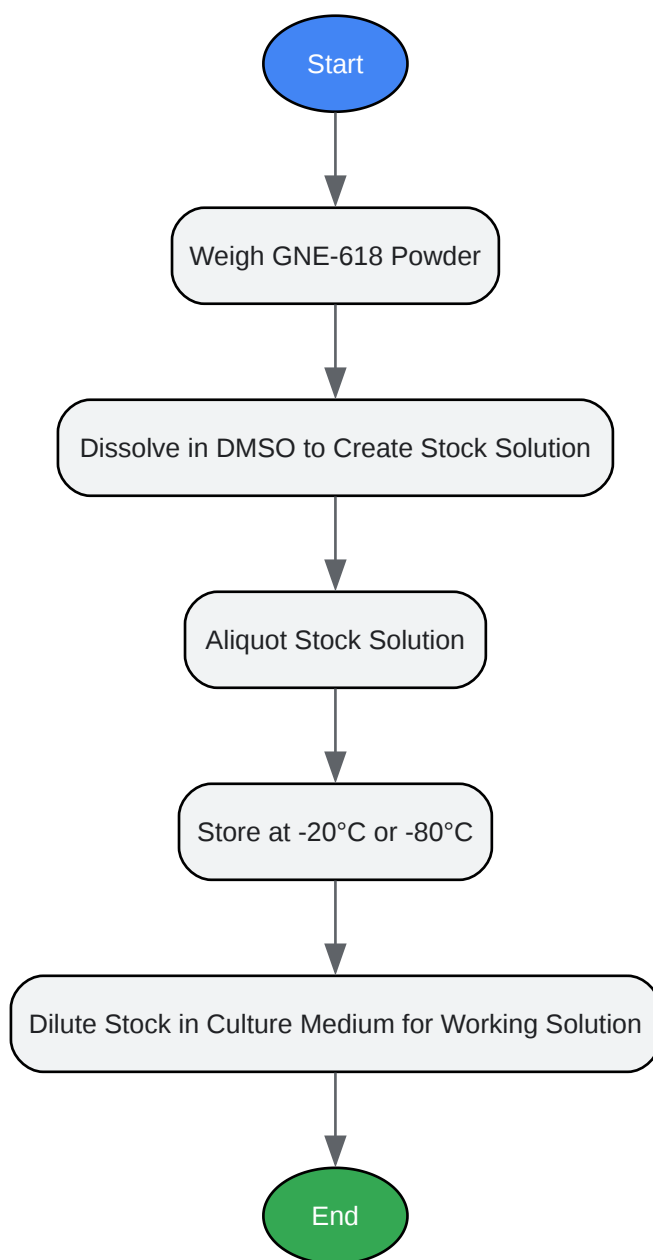 Start
Weigh GNE-618 Powder
Dissolve in DMSO to Create Stock Solution
Aliquot Stock Solution
Store at -20°C or -80°C
Dilute Stock in Culture Medium for Working Solution
End